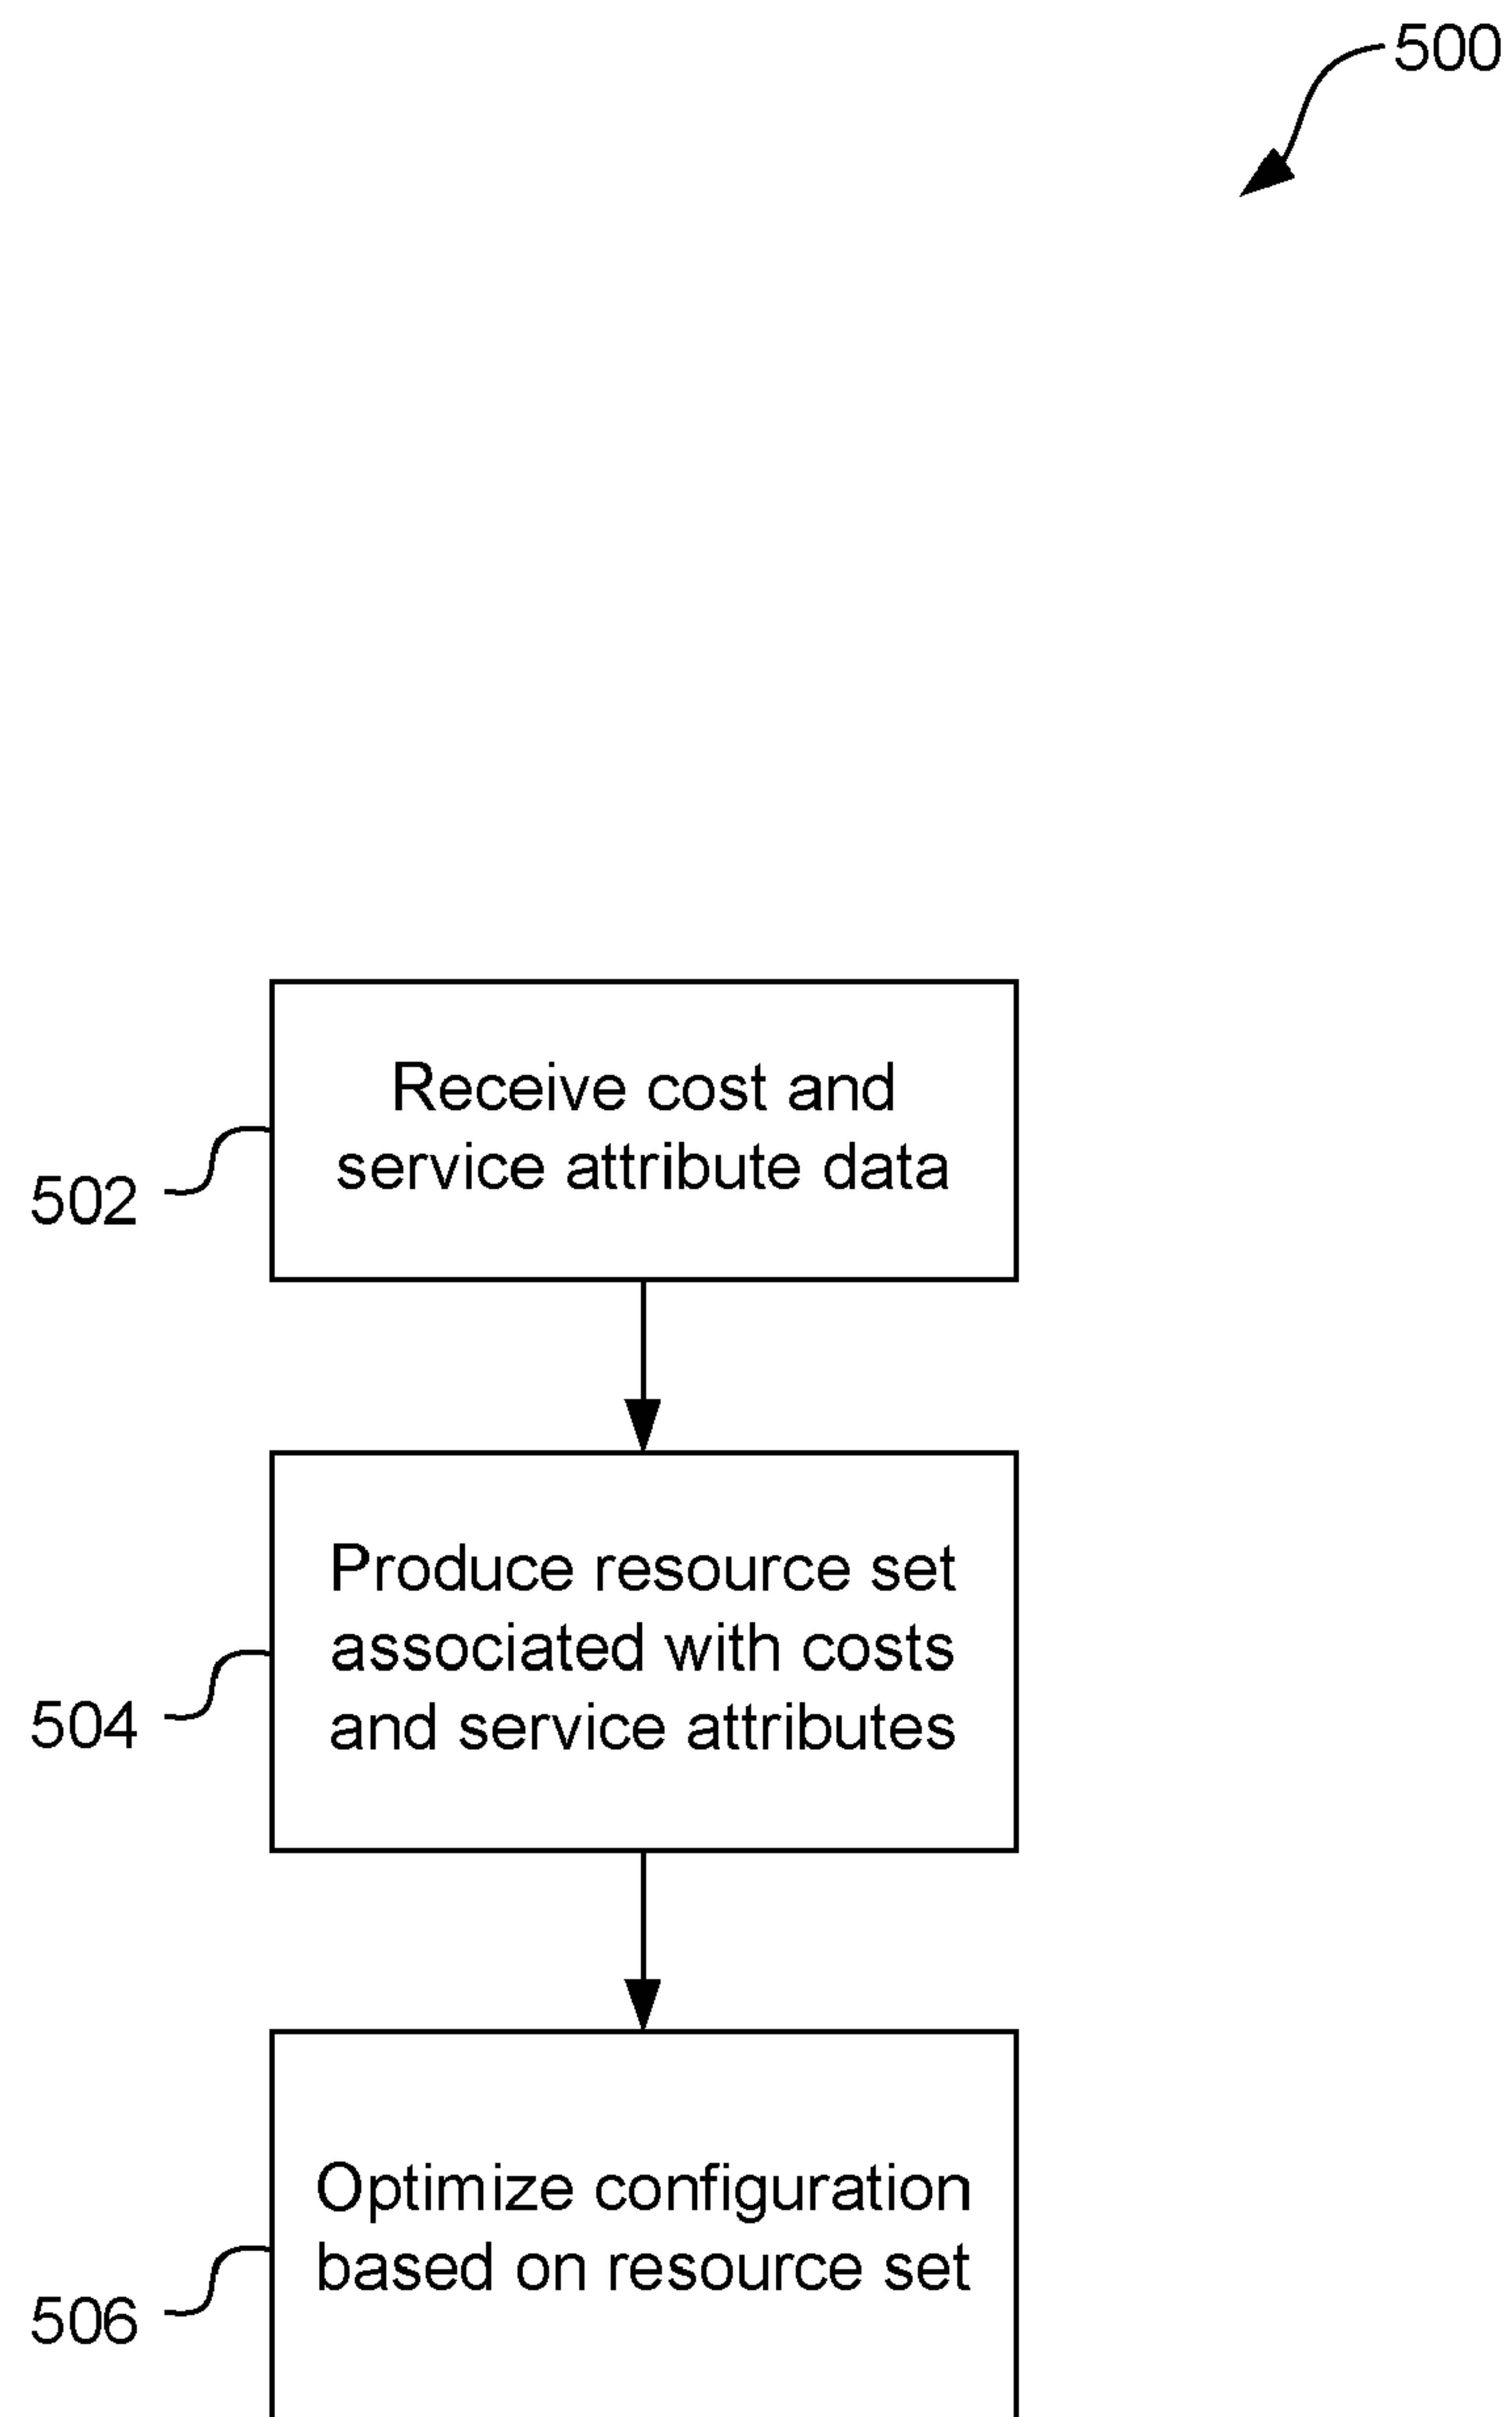 500
Receive cost and
service attribute data
502
Produce resource set
associated with costs
and service attributes
504
Optimize configuration
based on resource set
506